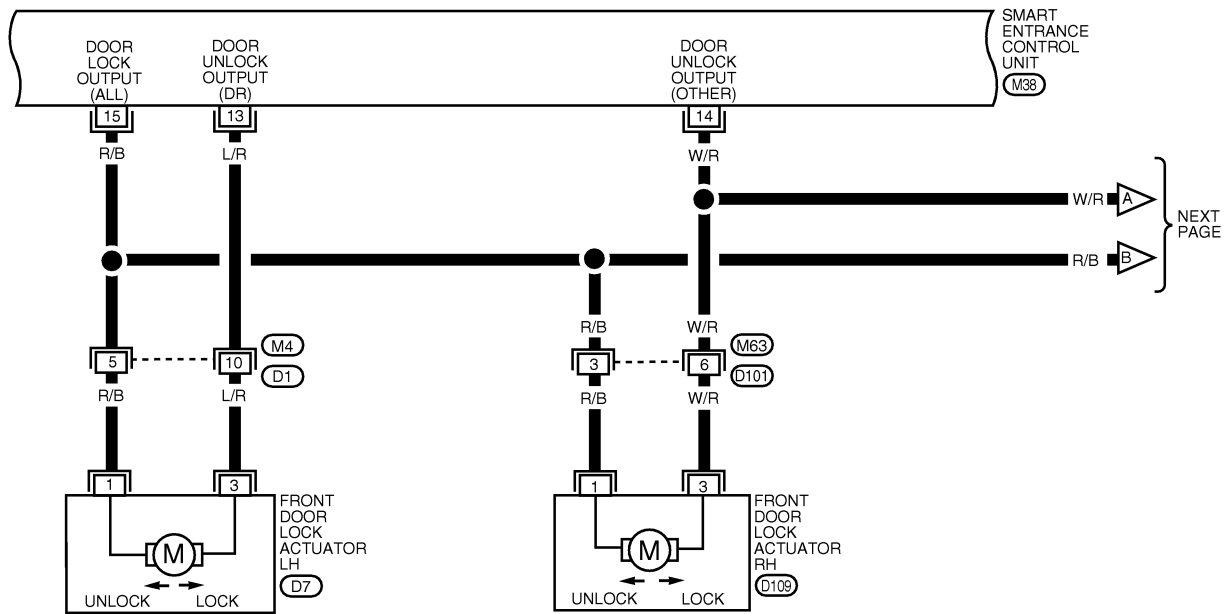 SMART
ENTRANCE
CONTROL
UNIT
M38
DOOR
LOCK
OUTPUT
(ALL)
DOOR
UNLOCK
OUTPUT
(DR)
DOOR
UNLOCK
OUTPUT
(OTHER)
15
13
14
R/B
L/R
W/R
W/R
A
R/B
B
NEXT
PAGE
R/B
W/R
5
10
M4
D1
3
6
M63
D101
R/B
L/R
R/B
W/R
1
3
FRONT
DOOR
LOCK
ACTUATOR
LH
D7
M
UNLOCK
LOCK
1
3
FRONT
DOOR
LOCK
ACTUATOR
RH
D109
M
UNLOCK
LOCK